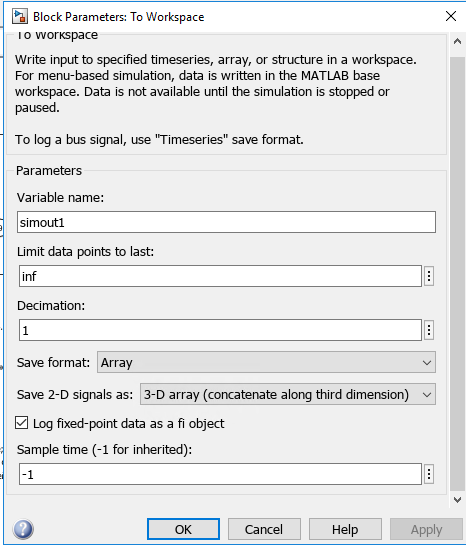 Block Parameters: To Workspace
To Workspace
Write input to specified timeseries, array, or structure in a workspace.
For menu-based simulation, data is written in the MATLAB base
workspace. Data is not available until the simulation is stopped or
paused.
To log a bus signal, use "Timeseries" save format.
Parameters
Variable name:
simout1
Limit data points to last:
inf
Decimation:
1
Save format: Array
Save 2-D signals as: 3-D array (concatenate along third dimension)
Log fixed-point data as a fi object
Sample time (-1 for inherited):
-1
? OK Cancel Help Apply